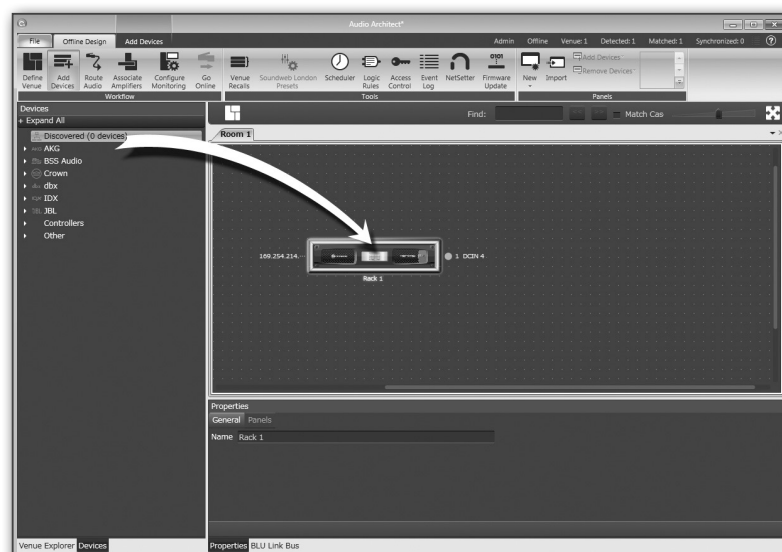 Audio Architect*
File Offline Design Add Devices Admin Offline Venue: 1 Detected: 1 Matched: 1 Synchronized: 0
Define Venue Add Devices Route Audio Associate Amplifiers Configure Monitoring Go Online Venue Recalls Soundweb London Presets Scheduler Logic Rules Access Control Event Log NetSetter Firmware Update New Import Add Devices Remove Devices
Workflow Tools Panels
Devices
+ Expand All
Find: Match Cas
Discovered (0 devices)
Room 1
AKG
BSS Audio
Crown
dbx
IDX
JBL
Controllers
Other
169.254.214.... 1 DCIN 4
Rack 1
Properties
General Panels
Name Rack 1
Venue Explorer Devices Properties BLU Link Bus